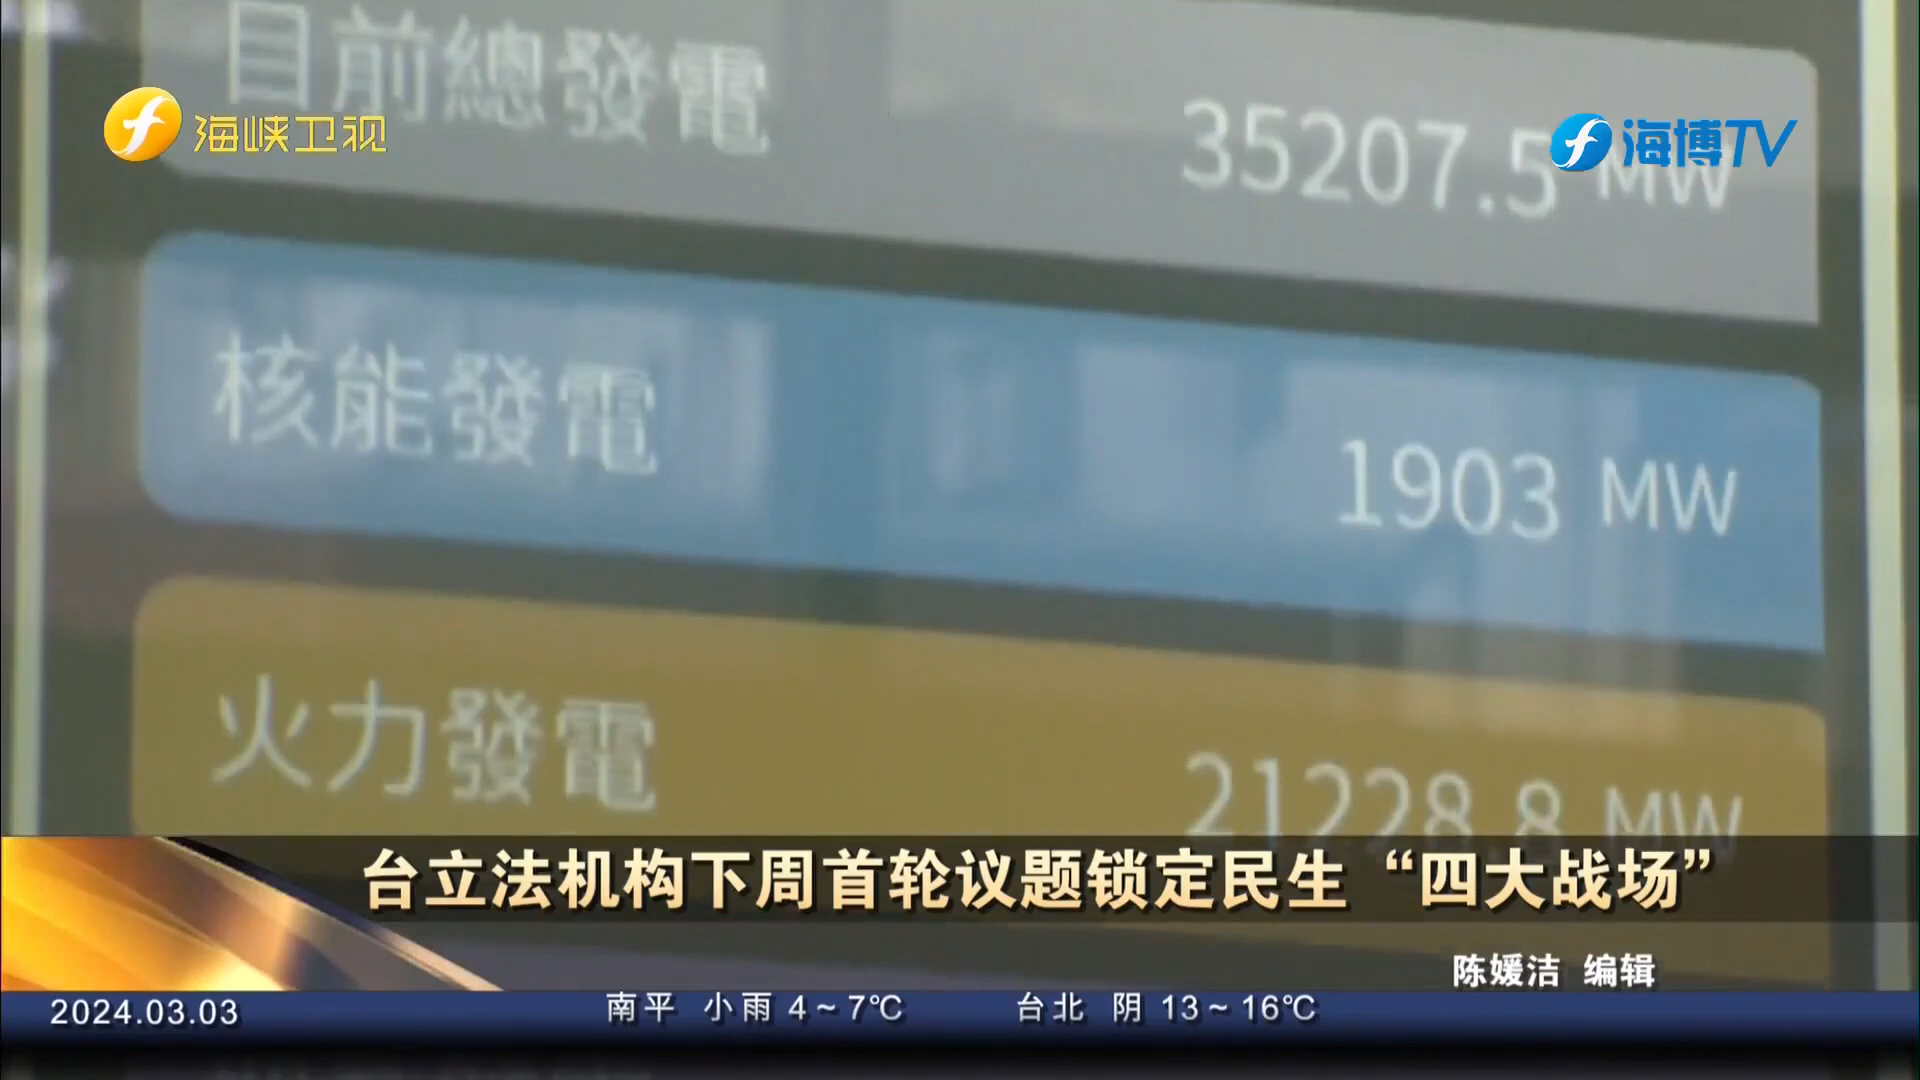 目前總發電
35207.5 MW
海峡卫视
海博TV
核能發電
1903 MW
火力發電
21228.8 MW
台立法机构下周首轮议题锁定民生“四大战场”
陈媛洁 编辑
2024.03.03
南平 小雨 4～7℃
台北 阴 13～16℃